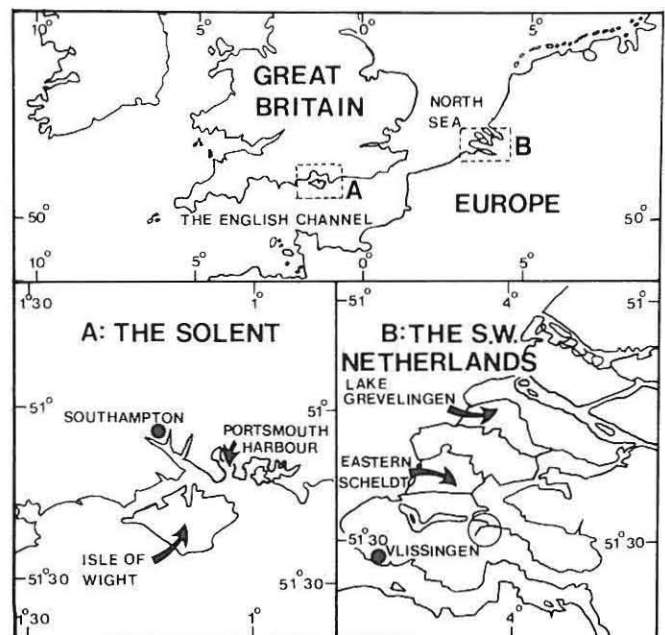 10° 5° 0° 5°
GREAT
BRITAIN
NORTH
SEA
B
A
EUROPE
THE ENGLISH CHANNEL
50° 50°
10° 5° 0° 5°
1°30 1°
A: THE SOLENT
51°
SOUTHAMPTON
PORTSMOUTH
HARBOUR
ISLE OF
WIGHT
51°30 51°30
1°30 1°
51° 4° 51°
B: THE S.W.
NETHERLANDS
LAKE
GREVELINGEN
51° 51°
EASTERN
SCHELDT
51°30 51°30
VLISSINGEN
4°